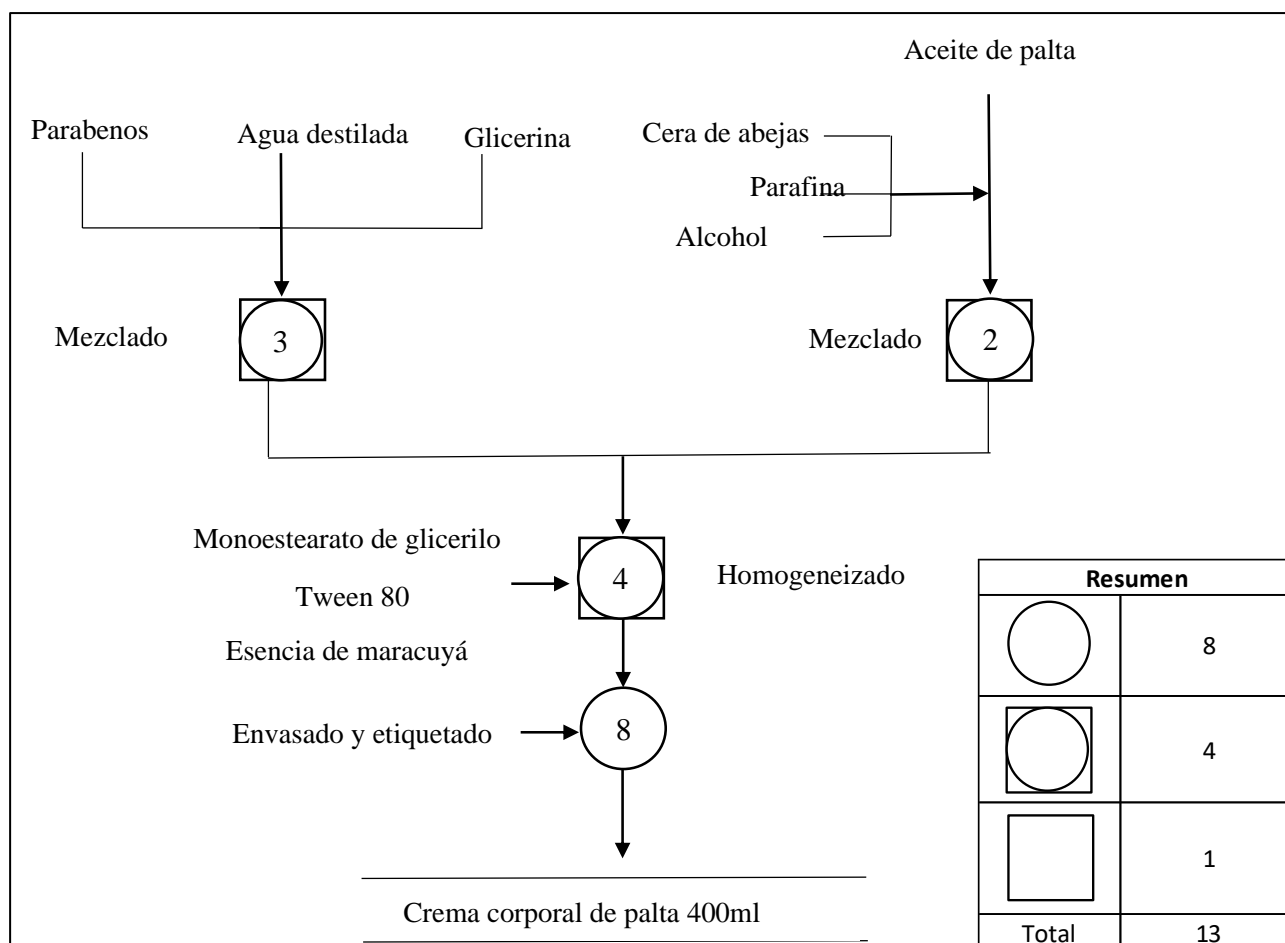 Aceite de palta
Parabenos
Agua destilada
Glicerina
Cera de abejas
Parafina
Alcohol
Mezclado
3
Mezclado
2
Monoestearato de glicerilo
Tween 80
Esencia de maracuyá
4
Homogeneizado
Envasado y etiquetado
8
Crema corporal de palta 400ml
Resumen
8
4
1
Total 13